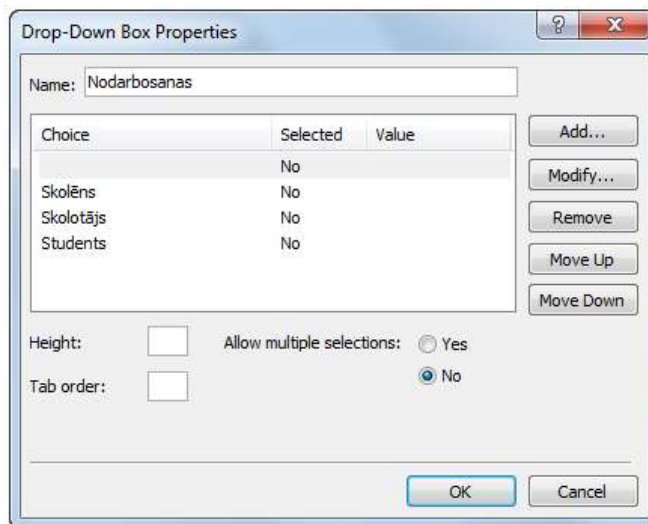 Drop-Down Box Properties
Name: Nodarbosanas
Choice Selected Value
No
Skolēns No
Skolotājs No
Students No
Add...
Modify...
Remove
Move Up
Move Down
Height: Allow multiple selections: Yes
Tab order: No
OK Cancel